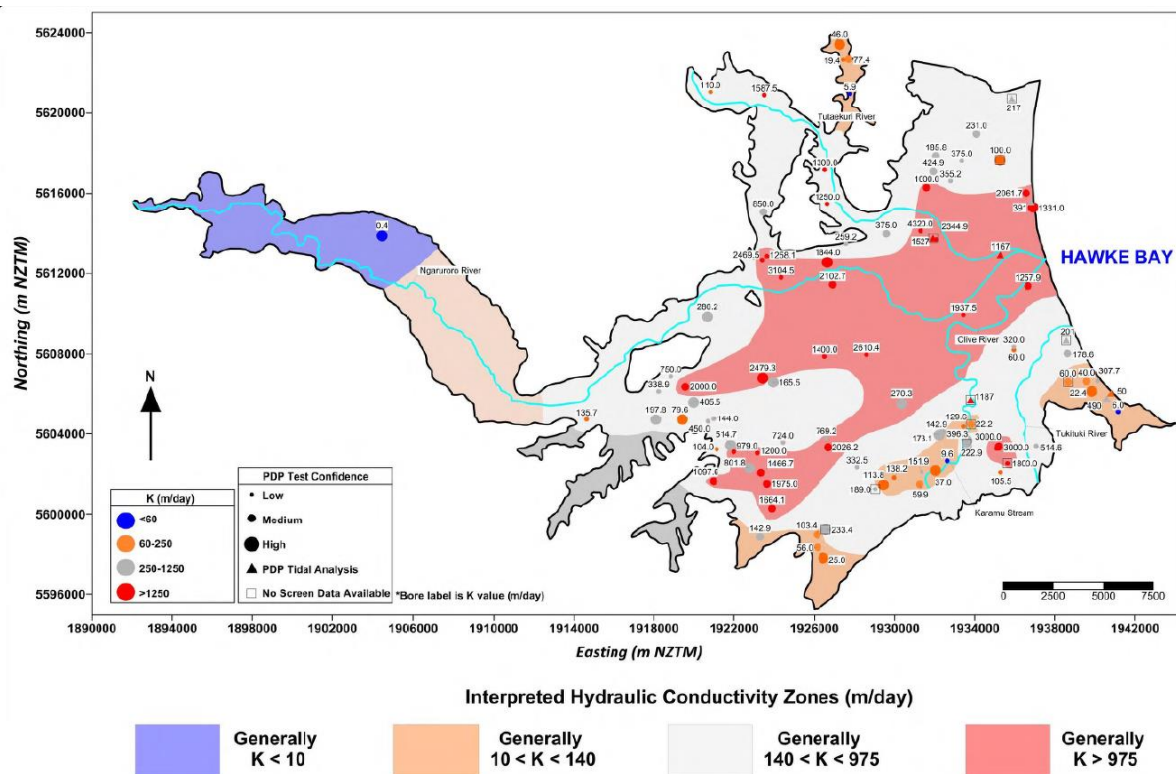 5624000
5620000
5616000
5612000
5608000
5604000
5600000
5596000
Northing (m NZTM)
1890000 1894000 1898000 1902000 1906000 1910000 1914000 1918000 1922000 1926000 1930000 1934000 1938000 1942000
Easting (m NZTM)
46.0
19.4 77.4
5.9
Tutaekuri River
110.0 1587.5
217
231.0
185.8 375.0
100.0
424.9 355.2
1300.0
1000.0
2061.7
1250.0
391 1331.0
850.0
4320.0 2344.9
375.0
1527
259.2
1167
0.4
Ngaruroro River
HAWKE BAY
2469.5 1258.1 1844.0
3104.5 2102.7
1257.9
1937.5
286.2
Clive River 320.0
60.0
201
178.6
1400.0 2610.4
2479.3
750.0
338.9 2000.0 165.5
405.5
270.3
1187
60.0 40.0 307.7
22.4 50
490 5.0
Tukituki River
135.7 197.8 79.6
450.0 144.0
129.0
142.9 22.2
171.1 396.3
3000.0 3000.0
222.9
514.6
514.7 724.0 769.2
104.0 979.0 2026.2
1200.0
801.8 1466.7
1097.6
1975.0
332.5
151.9 9.6
1800.0
113.8 138.2
37.0
105.5
189.0
59.9
1664.1
Karamu Stream
142.9 103.4 233.4
56.0
25.0
N
K (m/day)
<60
60-250
250-1250
>1250
PDP Test Confidence
Low
Medium
High
PDP Tidal Analysis
No Screen Data Available
*Bore label is K value (m/day)
0 2500 5000 7500
Interpreted Hydraulic Conductivity Zones (m/day)
Generally
K < 10
Generally
10 < K < 140
Generally
140 < K < 975
Generally
K > 975